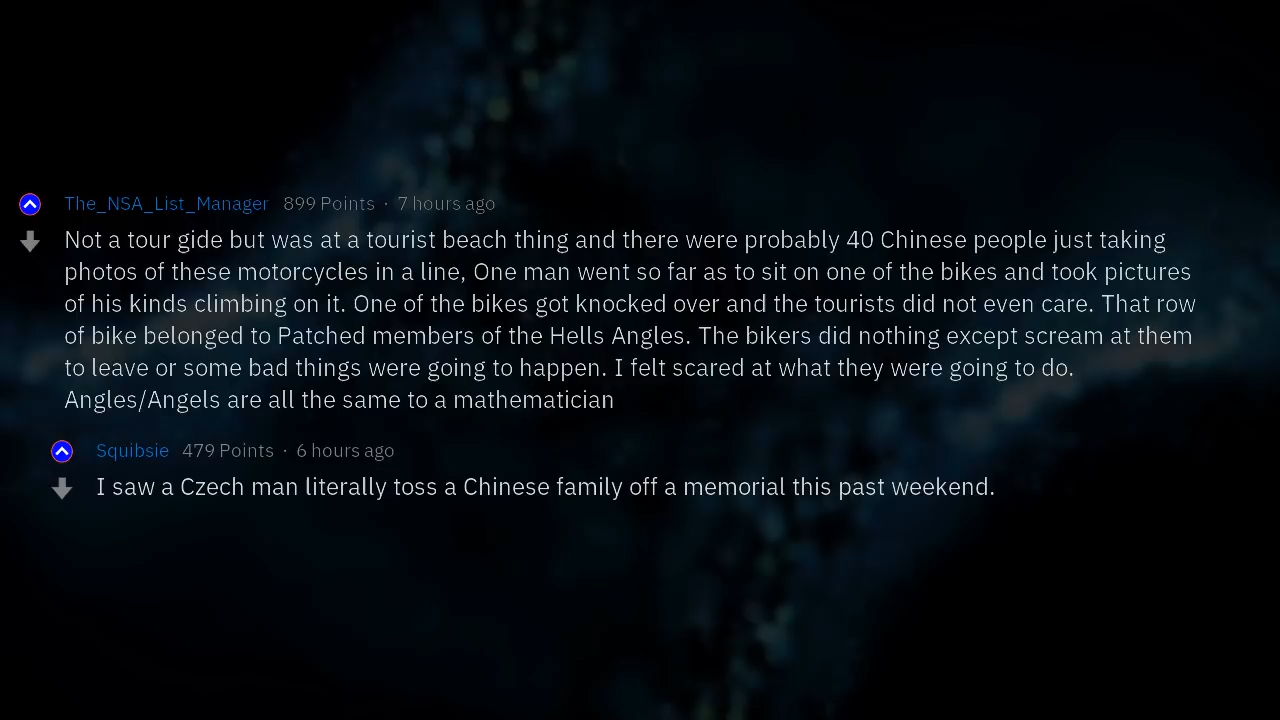 The_NSA_List_Manager 899 Points · 7 hours ago
Not a tour gide but was at a tourist beach thing and there were probably 40 Chinese people just taking
photos of these motorcycles in a line, One man went so far as to sit on one of the bikes and took pictures
of his kinds climbing on it. One of the bikes got knocked over and the tourists did not even care. That row
of bike belonged to Patched members of the Hells Angles. The bikers did nothing except scream at them
to leave or some bad things were going to happen. I felt scared at what they were going to do.
Angles/Angels are all the same to a mathematician
Squibsie 479 Points · 6 hours ago
I saw a Czech man literally toss a Chinese family off a memorial this past weekend.